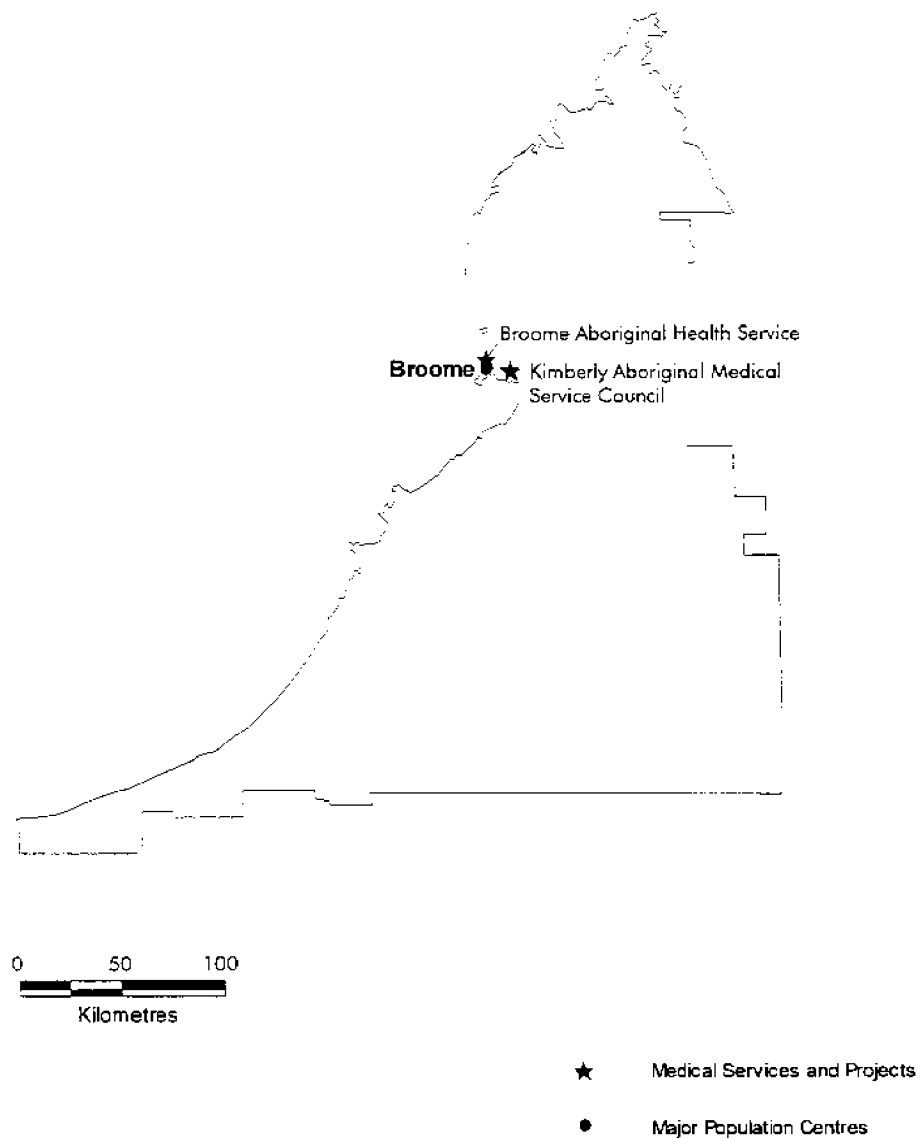 Broome Aboriginal Health Service
Broome
Kimberly Aboriginal Medical
Service Council
0 50 100
Kilometres
Medical Services and Projects
Major Population Centres